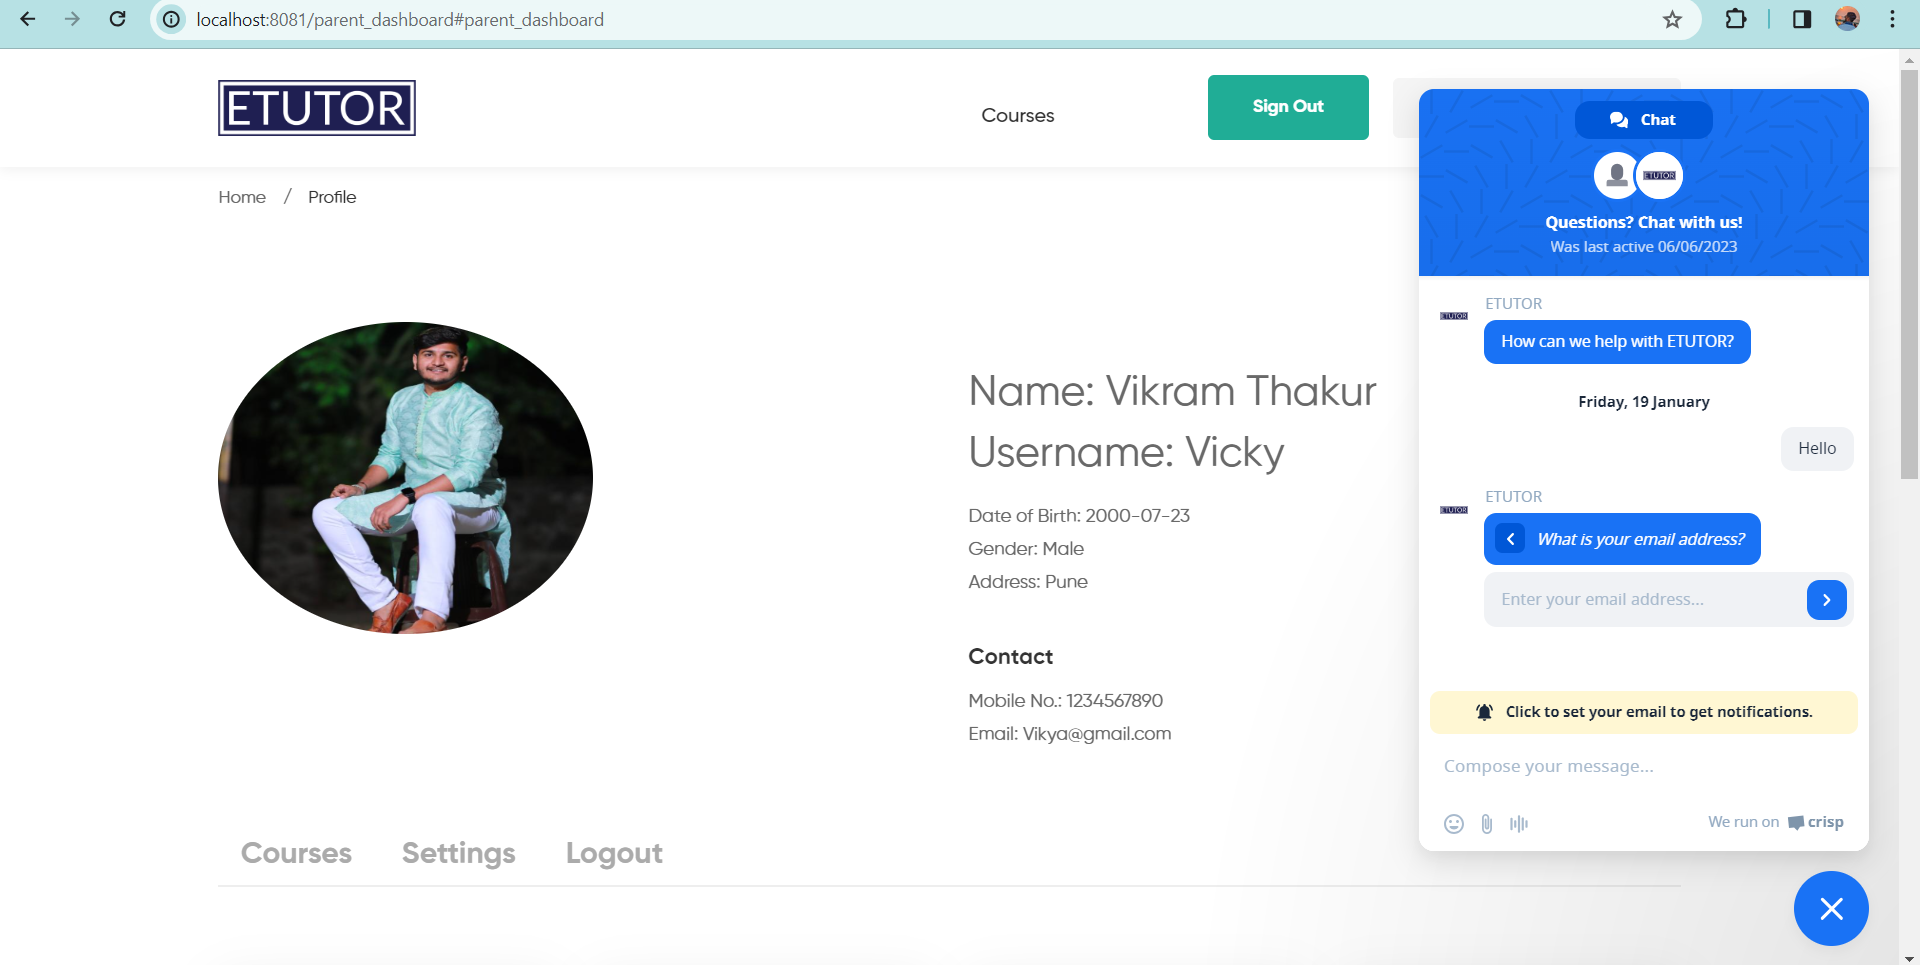 localhost:8081/parent_dashboard#parent_dashboard
ETUTOR
Courses
Sign Out
Home / Profile
Name: Vikram Thakur
Username: Vicky
Date of Birth: 2000-07-23
Gender: Male
Address: Pune
Contact
Mobile No.: 1234567890
Email: Vikya@gmail.com
Courses
Settings
Logout
Chat
ETUTOR
Questions? Chat with us!
Was last active 06/06/2023
ETUTOR
ETUTOR
How can we help with ETUTOR?
Friday, 19 January
Hello
ETUTOR
ETUTOR
What is your email address?
Enter your email address...
Click to set your email to get notifications.
Compose your message...
We run on crisp